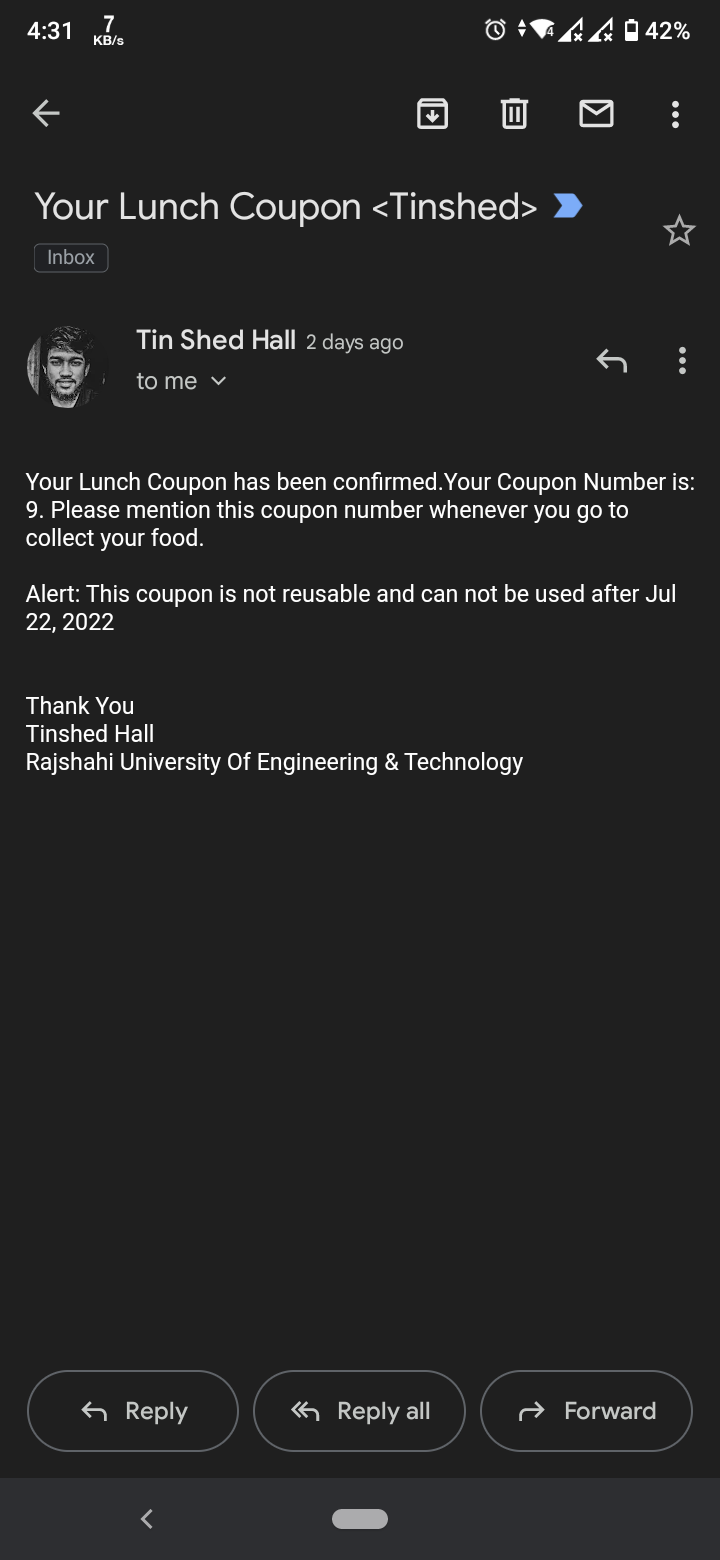 4:31 7 KB/s 4 42%
Your Lunch Coupon <Tinshed>
Inbox
Tin Shed Hall 2 days ago
to me
Your Lunch Coupon has been confirmed.Your Coupon Number is:
9. Please mention this coupon number whenever you go to
collect your food.
Alert: This coupon is not reusable and can not be used after Jul
22, 2022
Thank You
Tinshed Hall
Rajshahi University Of Engineering & Technology
Reply Reply all Forward